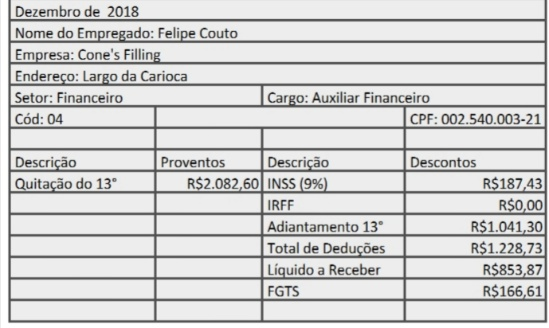 Dezembro de 2018
Nome do Empregado: Felipe Couto
Empresa: Cone's Filling
Endereço: Largo da Carioca
Setor: Financeiro Cargo: Auxiliar Financeiro
Cód: 04 CPF: 002.540.003-21
Descrição Proventos Descrição Descontos
Quitação do 13° R$2.082,60 INSS (9%) R$187,43
IRFF R$0,00
Adiantamento 13° R$1.041,30
Total de Deduções R$1.228,73
Líquido a Receber R$853,87
FGTS R$166,61